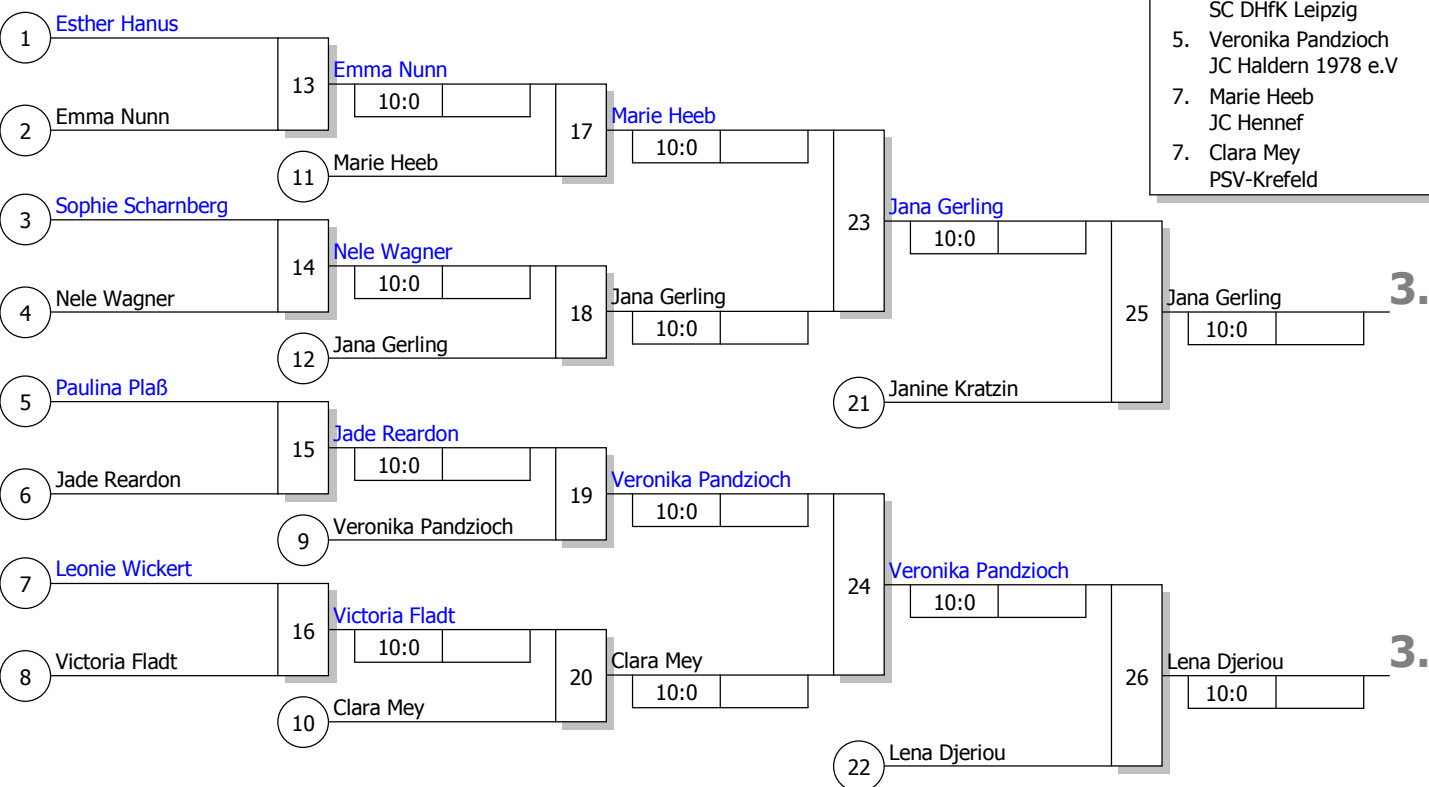 SC DHfK Leipzig
5. Veronika Pandzioch
JC Haldern 1978 e.V
7. Marie Heeb
JC Hennef
7. Clara Mey
PSV-Krefeld
1 Esther Hanus
13 Emma Nunn
10:0
2 Emma Nunn
17 Marie Heeb
10:0
11 Marie Heeb
3 Sophie Scharnberg
23 Jana Gerling
10:0
14 Nele Wagner
10:0
4 Nele Wagner
18 Jana Gerling
10:0
25 Jana Gerling 3.
10:0
12 Jana Gerling
5 Paulina Plaß
21 Janine Kratzin
15 Jade Reardon
10:0
6 Jade Reardon
19 Veronika Pandzioch
10:0
9 Veronika Pandzioch
7 Leonie Wickert
24 Veronika Pandzioch
10:0
16 Victoria Fladt
10:0
8 Victoria Fladt
20 Clara Mey
10:0
26 Lena Djeriou 3.
10:0
10 Clara Mey
22 Lena Djeriou